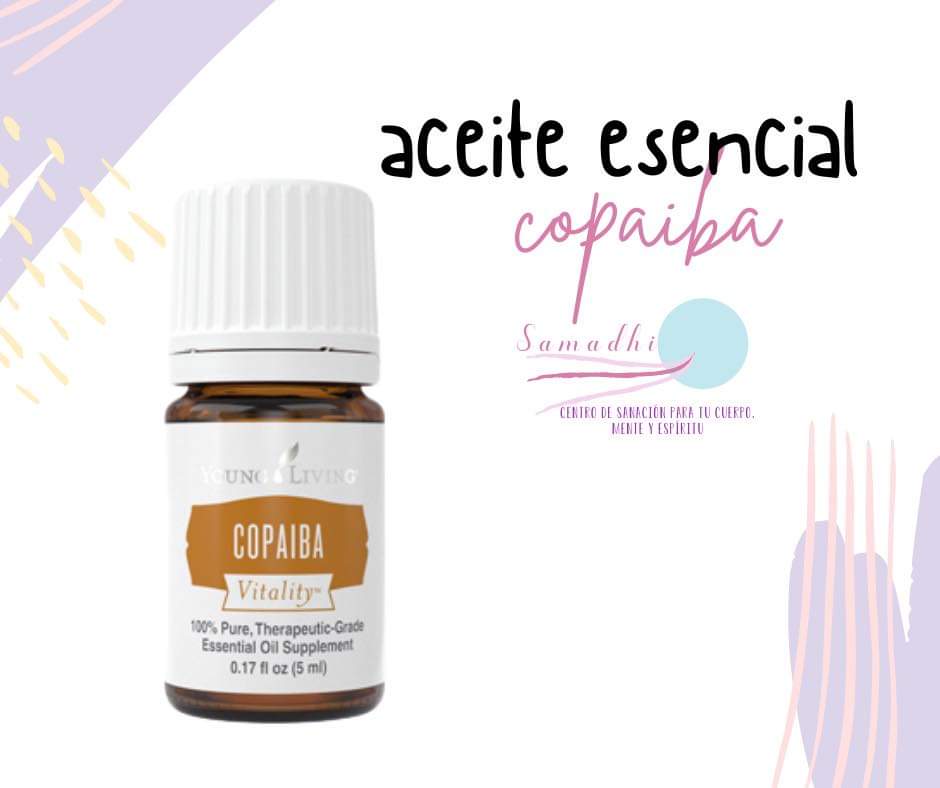 aceite esencial
copaiba
Samadhi
CENTRO DE SANACIÓN PARA TU CUERPO,
MENTE Y ESPÍRITU
YOUNG LIVING
COPAIBA
Vitality™
100% Pure, Therapeutic-Grade
Essential Oil Supplement
0.17 fl oz (5 ml)